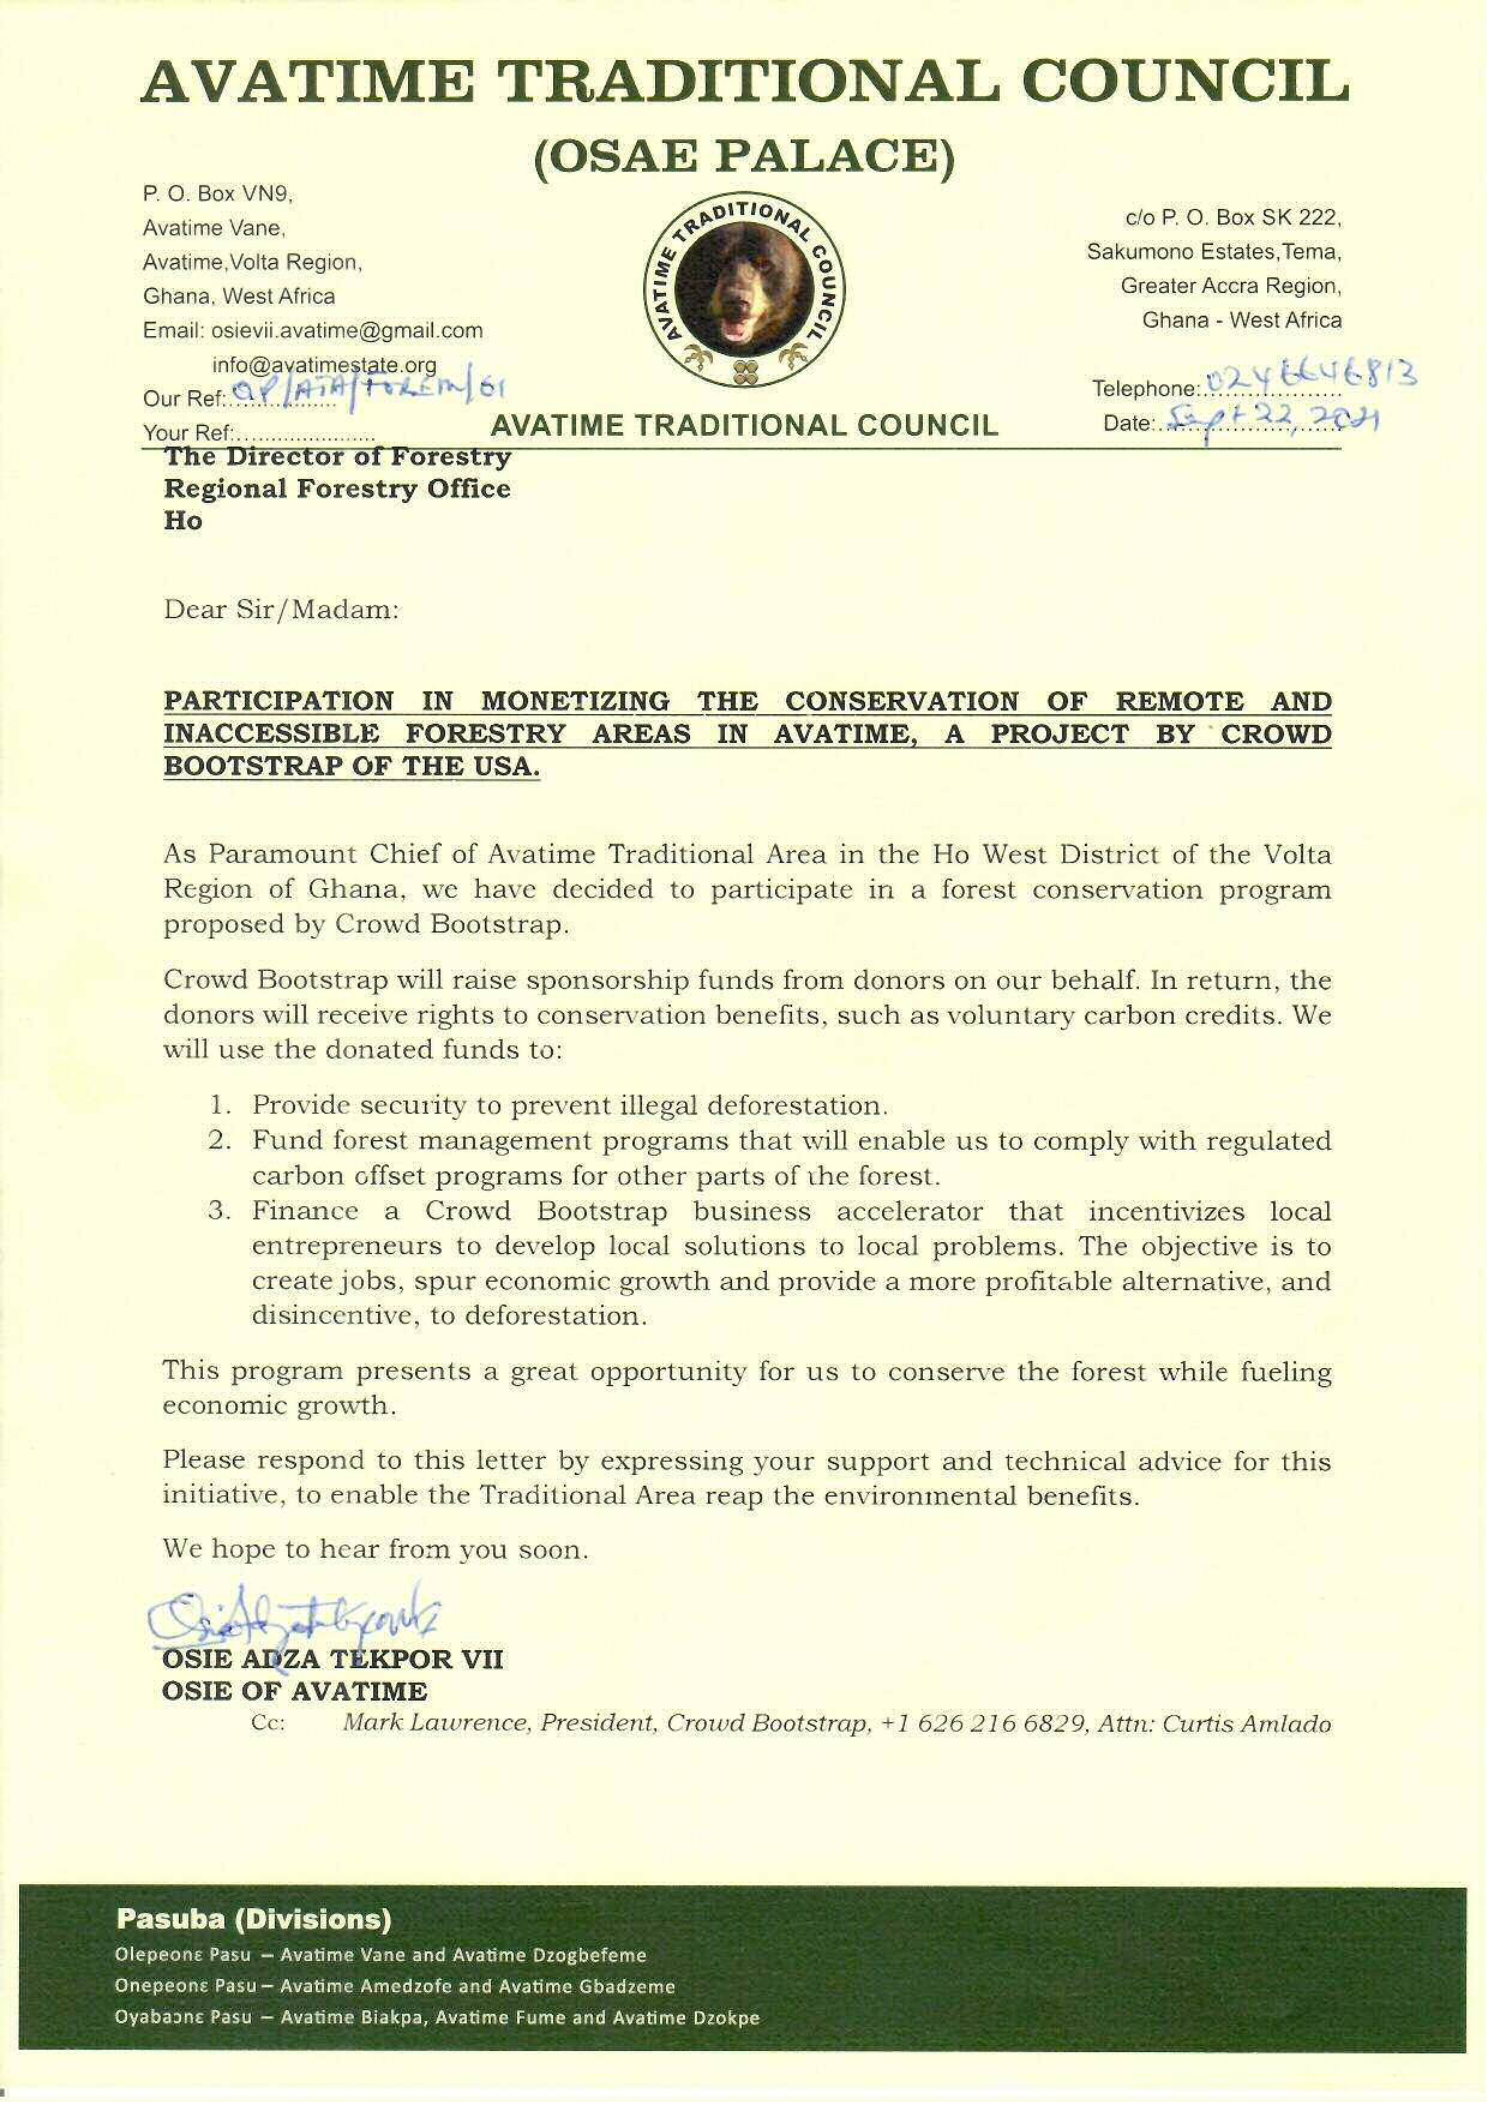 AVATIME TRADITIONAL COUNCIL
(OSAE PALACE)
P. O. Box VN9,
Avatime Vane,
Avatime,Volta Region,
Ghana, West Africa
Email: osievii.avatime@gmail.com
info@avatimestate.org
Our Ref:
Your Ref:
AVATIME TRADITIONAL COUNCIL
AVATIME TRADITIONAL COUNCIL
c/o P. O. Box SK 222,
Sakumono Estates,Tema,
Greater Accra Region,
Ghana - West Africa
Telephone: 0246646813
Date: Sept 22, 2021
The Director of Forestry
Regional Forestry Office
Ho
Dear Sir/Madam:
PARTICIPATION IN MONETIZING THE CONSERVATION OF REMOTE AND
INACCESSIBLE FORESTRY AREAS IN AVATIME, A PROJECT BY CROWD
BOOTSTRAP OF THE USA.
As Paramount Chief of Avatime Traditional Area in the Ho West District of the Volta
Region of Ghana, we have decided to participate in a forest conservation program
proposed by Crowd Bootstrap.
Crowd Bootstrap will raise sponsorship funds from donors on our behalf. In return, the
donors will receive rights to conservation benefits, such as voluntary carbon credits. We
will use the donated funds to:
1. Provide security to prevent illegal deforestation.
2. Fund forest management programs that will enable us to comply with regulated
carbon offset programs for other parts of the forest.
3. Finance a Crowd Bootstrap business accelerator that incentivizes local
entrepreneurs to develop local solutions to local problems. The objective is to
create jobs, spur economic growth and provide a more profitable alternative, and
disincentive, to deforestation.
This program presents a great opportunity for us to conserve the forest while fueling
economic growth.
Please respond to this letter by expressing your support and technical advice for this
initiative, to enable the Traditional Area reap the environmental benefits.
We hope to hear from you soon.
OSIE ADZA TEKPOR VII
OSIE OF AVATIME
Cc: Mark Lawrence, President, Crowd Bootstrap, +1 626 216 6829, Attn: Curtis Amlado
Pasuba (Divisions)
Olepeonɛ Pasu – Avatime Vane and Avatime Dzogbefeme
Onepeonɛ Pasu – Avatime Amedzofe and Avatime Gbadzeme
Oyabaɔnɛ Pasu – Avatime Biakpa, Avatime Fume and Avatime Dzokpe